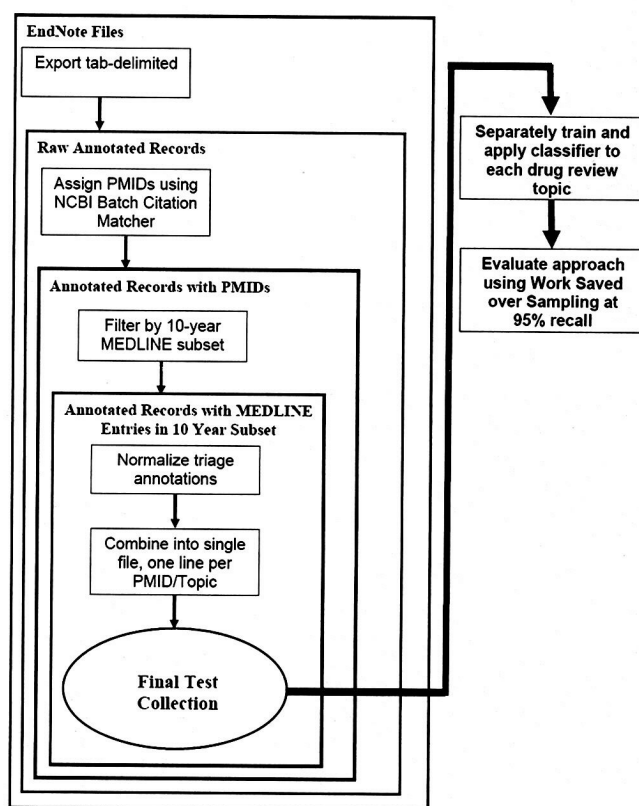 EndNote Files
Export tab-delimited
Raw Annotated Records
Assign PMIDs using
NCBI Batch Citation
Matcher
Annotated Records with PMIDs
Filter by 10-year
MEDLINE subset
Annotated Records with MEDLINE
Entries in 10 Year Subset
Normalize triage
annotations
Combine into single
file, one line per
PMID/Topic
Final Test
Collection
Separately train and
apply classifier to
each drug review
topic
Evaluate approach
using Work Saved
over Sampling at
95% recall